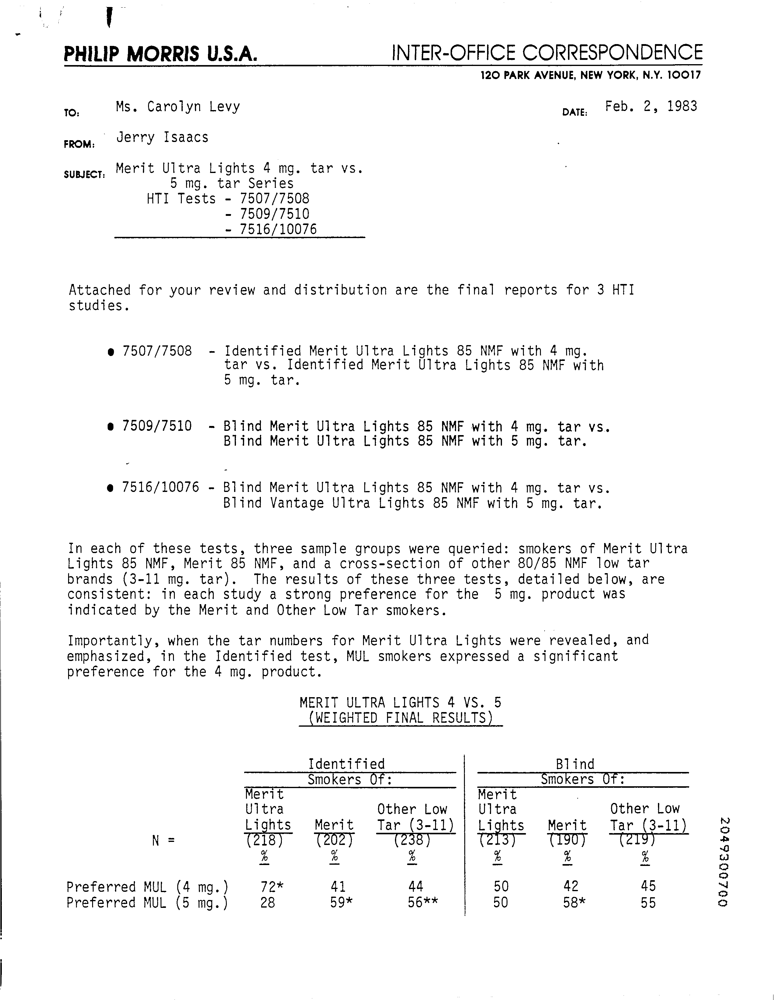 PHILIP MORRIS U.S.A. INTER-OFFICE CORRESPONDENCE
120 PARK AVENUE, NEW YORK, N.Y. 10017
TO: Ms. Carolyn Levy DATE: Feb. 2, 1983
FROM: Jerry Isaacs
SUBJECT: Merit Ultra Lights 4 mg. tar vs.
5 mg. tar Series
HTI Tests - 7507/7508
- 7509/7510
- 7516/10076
Attached for your review and distribution are the final reports for 3 HTI
studies.
• 7507/7508 - Identified Merit Ultra Lights 85 NMF with 4 mg.
tar vs. Identified Merit Ultra Lights 85 NMF with
5 mg. tar.
• 7509/7510 - Blind Merit Ultra Lights 85 NMF with 4 mg. tar vs.
Blind Merit Ultra Lights 85 NMF with 5 mg. tar.
• 7516/10076 - Blind Merit Ultra Lights 85 NMF with 4 mg. tar vs.
Blind Vantage Ultra Lights 85 NMF with 5 mg. tar.
In each of these tests, three sample groups were queried: smokers of Merit Ultra
Lights 85 NMF, Merit 85 NMF, and a cross-section of other 80/85 NMF low tar
brands (3-11 mg. tar). The results of these three tests, detailed below, are
consistent: in each study a strong preference for the 5 mg. product was
indicated by the Merit and Other Low Tar smokers.
Importantly, when the tar numbers for Merit Ultra Lights were revealed, and
emphasized, in the Identified test, MUL smokers expressed a significant
preference for the 4 mg. product.
MERIT ULTRA LIGHTS 4 VS. 5
(WEIGHTED FINAL RESULTS)
Identified Blind
Smokers Of: Smokers Of:
Merit Merit
Ultra Other Low Ultra Other Low
Lights Merit Tar (3-11) Lights Merit Tar (3-11)
N = (218) (202) (238) (213) (190) (219)
% % % % % %
Preferred MUL (4 mg.) 72* 41 44 50 42 45
Preferred MUL (5 mg.) 28 59* 56** 50 58* 55
2049300700